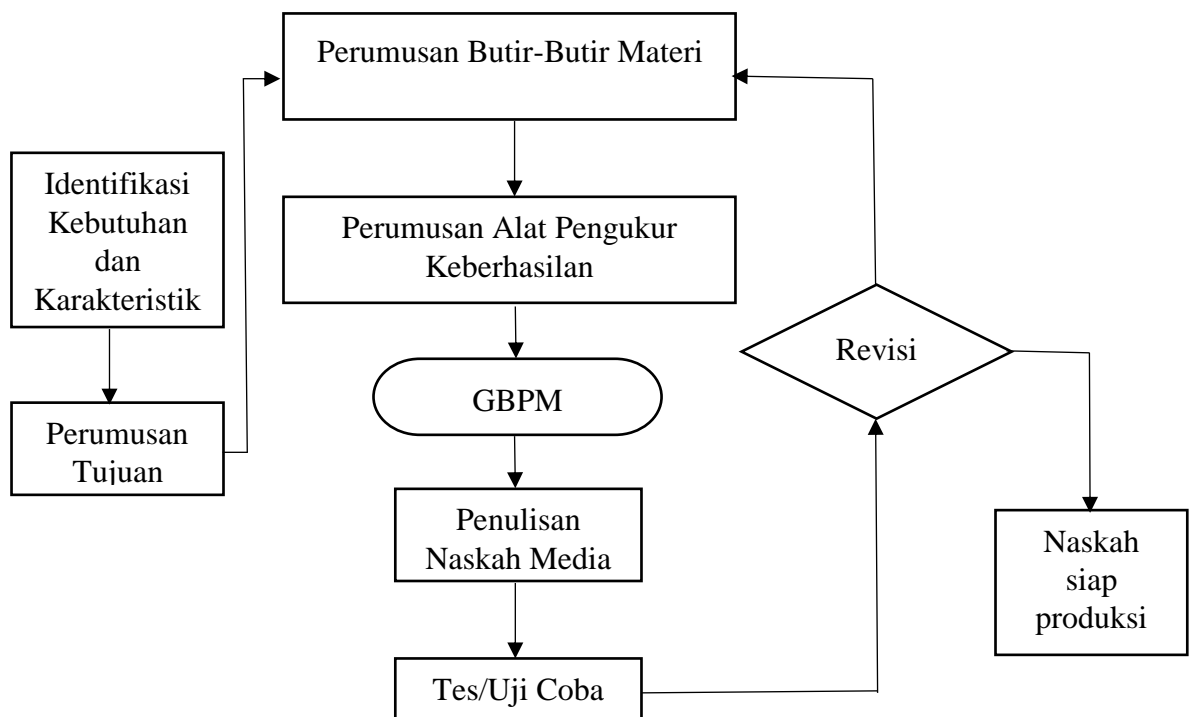 Perumusan Butir-Butir Materi
Identifikasi
Kebutuhan
dan
Karakteristik
Perumusan Alat Pengukur
Keberhasilan
Revisi
GBPM
Perumusan
Tujuan
Penulisan
Naskah Media
Naskah
siap
produksi
Tes/Uji Coba